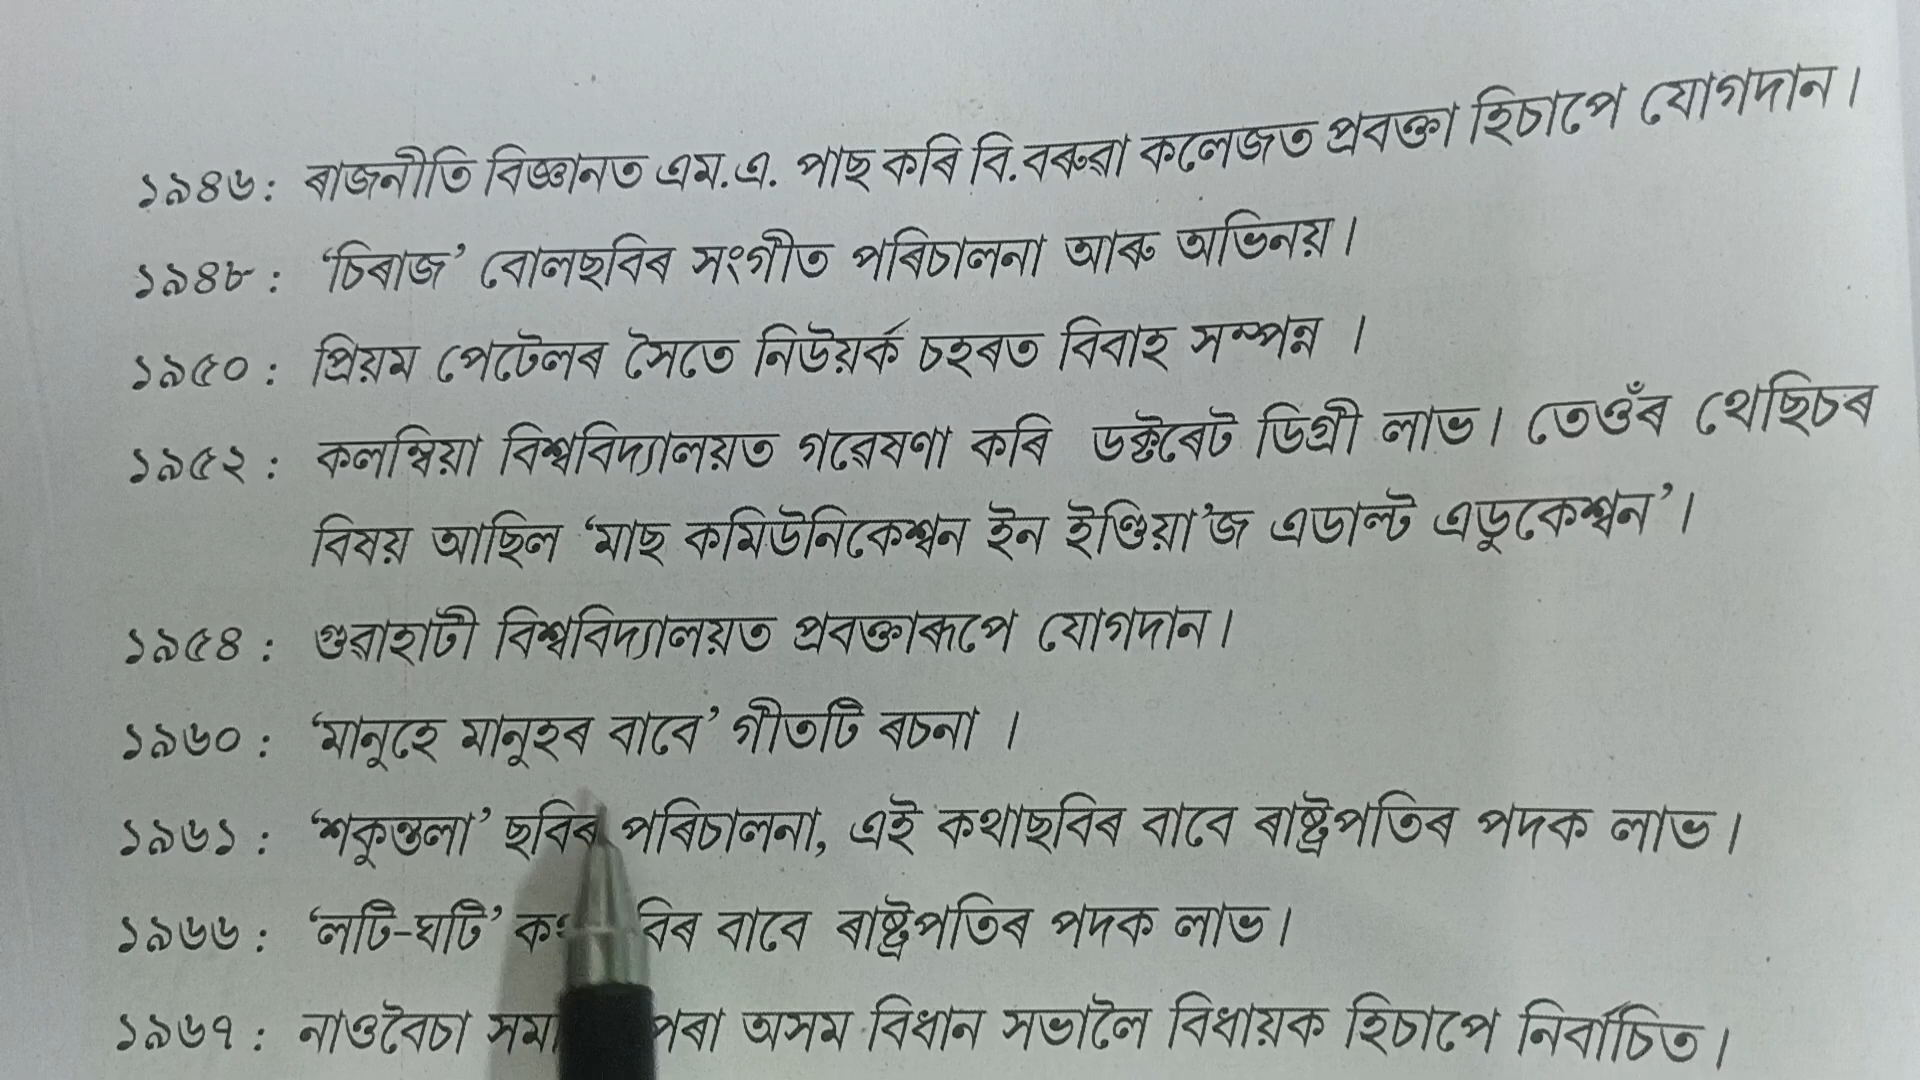 ১৯৪৬ : ৰাজনীতি বিজ্ঞানত এম.এ. পাছ কৰি বি.বৰুৱা কলেজত প্ৰবক্তা হিচাপে যোগদান।
১৯৪৮ : ‘চিৰাজ’ বোলছবিৰ সংগীত পৰিচালনা আৰু অভিনয়।
১৯৫০ : প্ৰিয়ম পেটেলৰ সৈতে নিউয়ৰ্ক চহৰত বিবাহ সম্পন্ন ।
১৯৫২ : কলম্বিয়া বিশ্ববিদ্যালয়ত গৱেষণা কৰি ডক্টৰেট ডিগ্ৰী লাভ। তেওঁৰ থেছিচৰ
বিষয় আছিল ‘মাছ কমিউনিকেশ্বন ইন ইণ্ডিয়া’জ এডাল্ট এডুকেশ্বন’।
১৯৫৪ : গুৱাহাটী বিশ্ববিদ্যালয়ত প্ৰবক্তাৰূপে যোগদান।
১৯৬০ : ‘মানুহে মানুহৰ বাবে’ গীতটি ৰচনা ।
১৯৬১ : ‘শকুন্তলা’ ছবিৰ পৰিচালনা, এই কথাছবিৰ বাবে ৰাষ্ট্ৰপতিৰ পদক লাভ।
১৯৬৬ : ‘লটি-ঘটি’ বাবে ৰাষ্ট্ৰপতিৰ পদক লাভ।
১৯৬৭ : নাওবৈচা পৰা অসম বিধান সভালৈ বিধায়ক হিচাপে নিৰ্বাচিত।